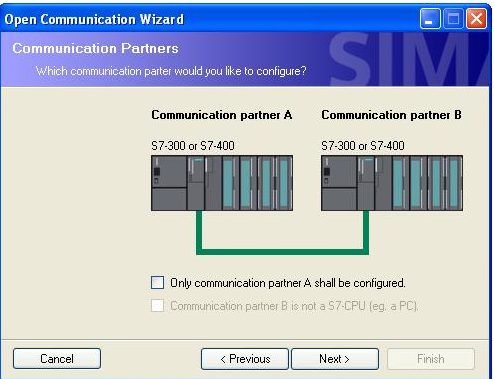 Open Communication Wizard
Communication Partners
Which communication parter would you like to configure?
SIMA
Communication partner A Communication partner B
S7-300 or S7-400 S7-300 or S7-400
Only communication partner A shall be configured.
Communication partner B is not a S7-CPU (eg. a PC).
Cancel < Previous Next > Finish